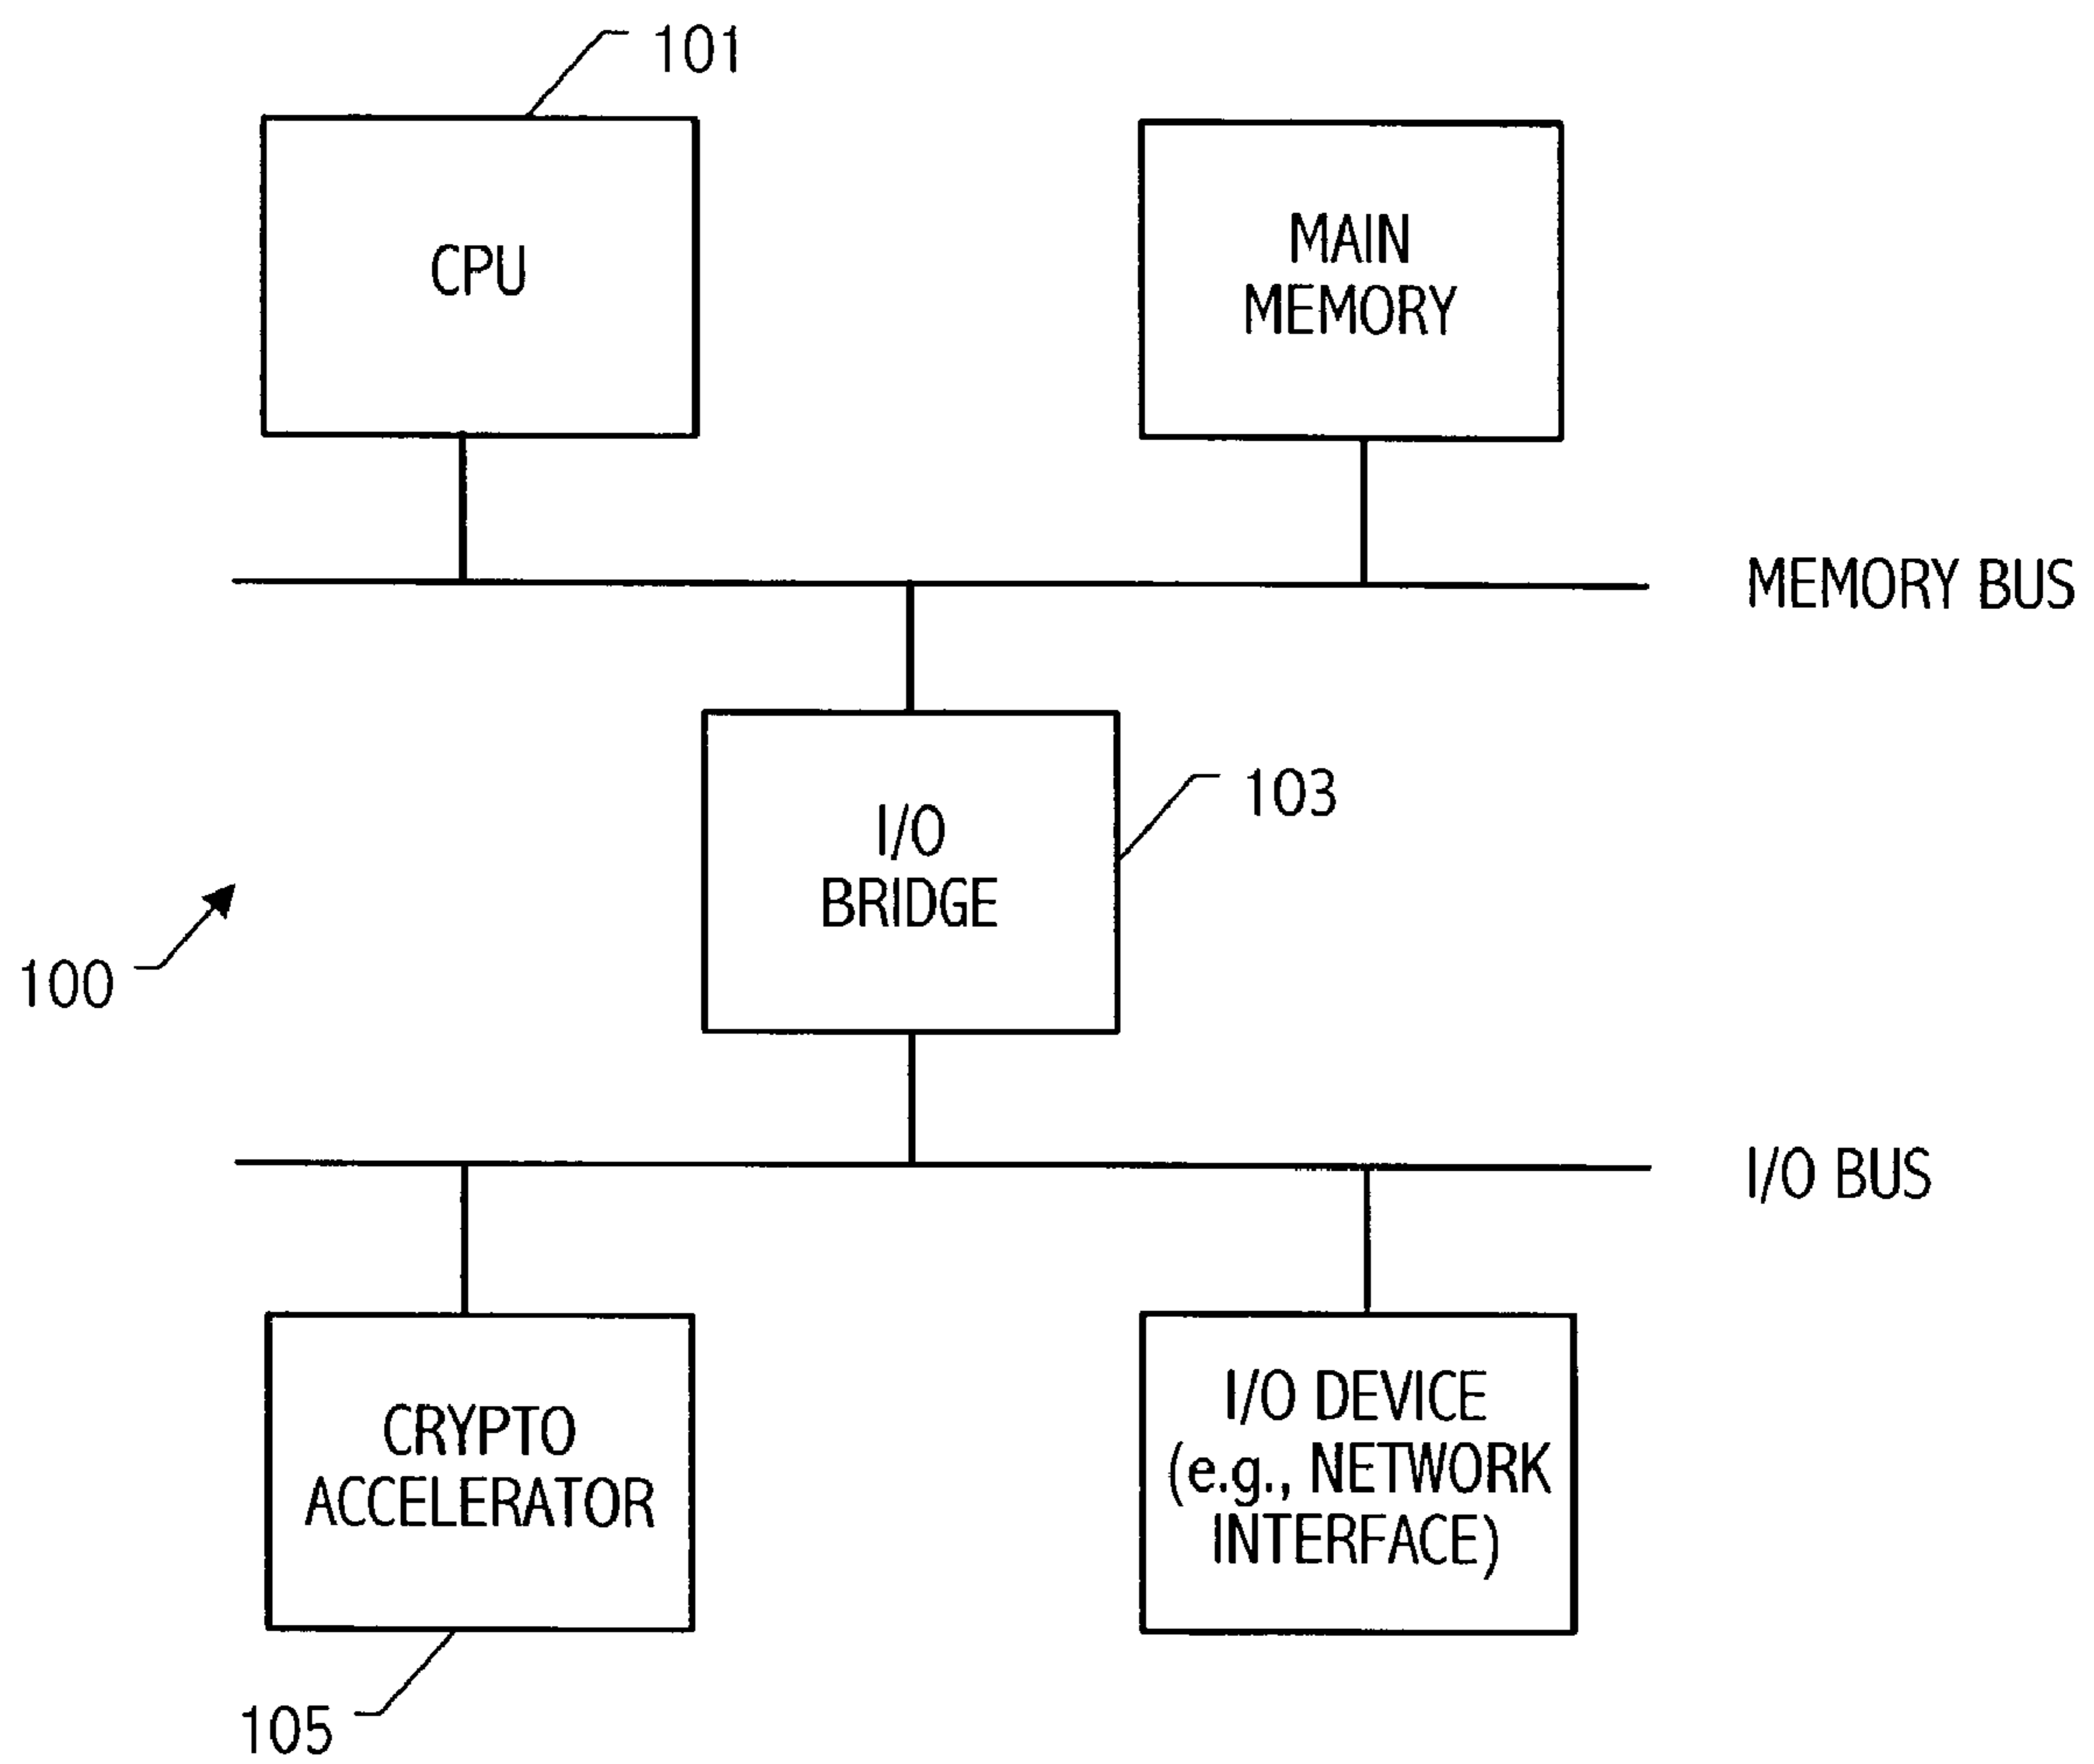 101
CPU
MAIN
MEMORY
MEMORY BUS
I/O
BRIDGE
103
100
I/O BUS
CRYPTO
ACCELERATOR
I/O DEVICE
(e.g., NETWORK
INTERFACE)
105